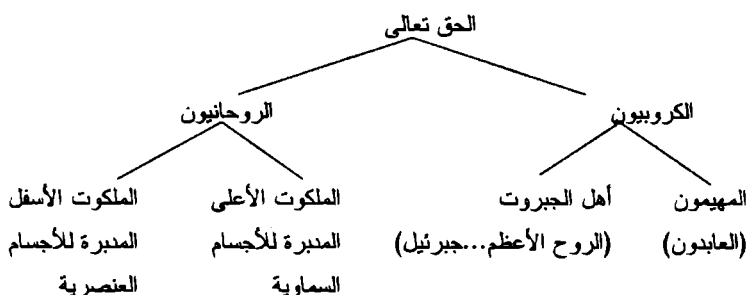 الحق تعالى
الكروبيون
الروحانيون
المهيمون
(العابدون)
أهل الجبروت
(الروح الأعظم...جبرئيل)
الملكوت الأعلى
المدبرة للأجسام
السماوية
الملكوت الأسفل
المدبرة للأجسام
العنصرية